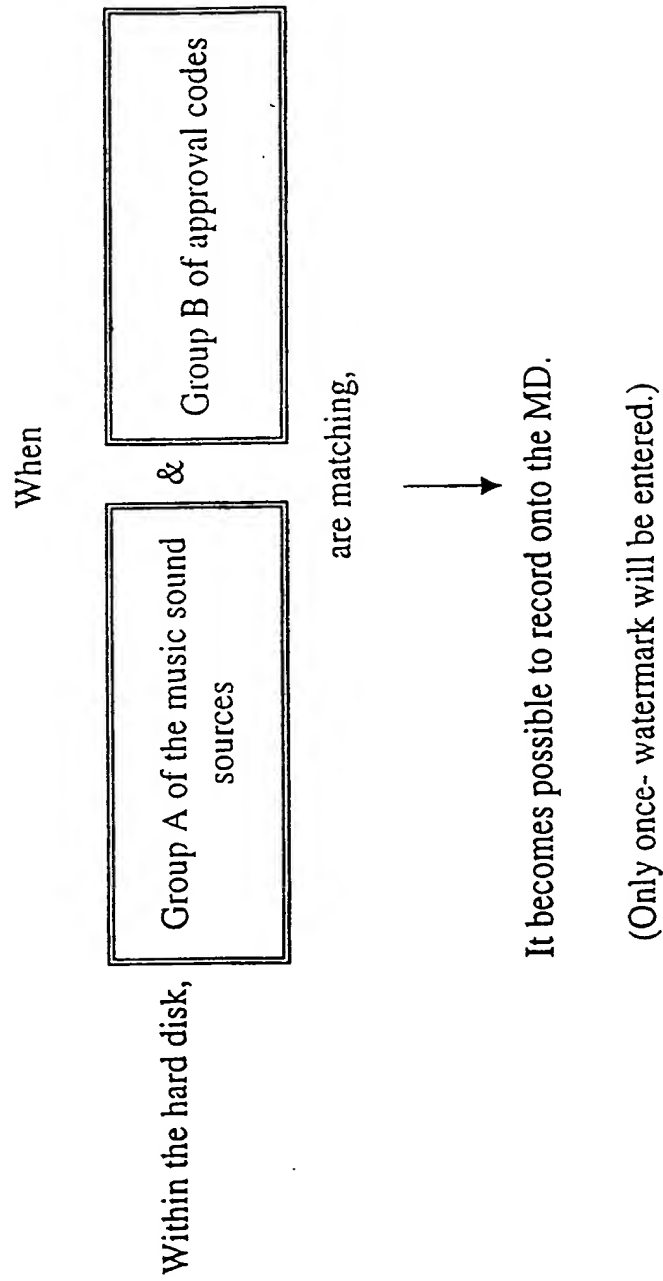 When
Within the hard disk,
Group A of the music sound
sources
&
Group B of approval codes
are matching,
It becomes possible to record onto the MD.
(Only once- watermark will be entered.)